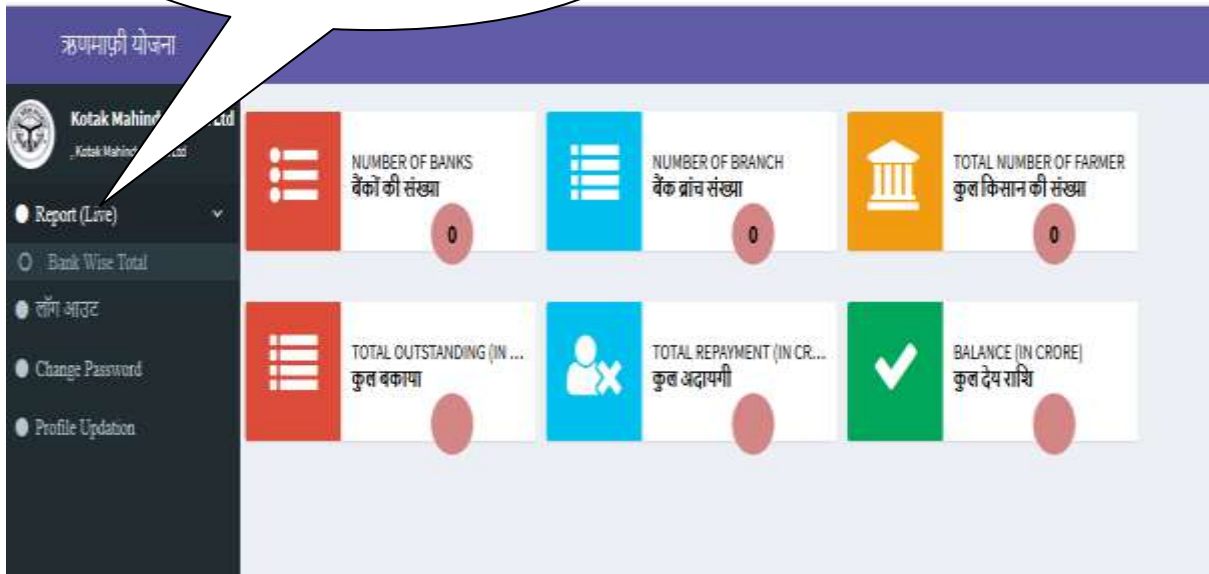 ऋणमाफ़ी योजना
Kotak Mahind Ltd
Kotak Mahind
Report (Live)
Bank Wise Total
लॉग आउट
Change Password
Profile Updation
NUMBER OF BANKS
बैंकों की संख्या
0
NUMBER OF BRANCH
बैंक ब्रांच संख्या
0
TOTAL NUMBER OF FARMER
कुल किसान की संख्या
0
TOTAL OUTSTANDING (IN ...
कुल बकाया
TOTAL REPAYMENT (IN CR...
कुल अदायगी
BALANCE (IN CRORE)
कुल देय राशि